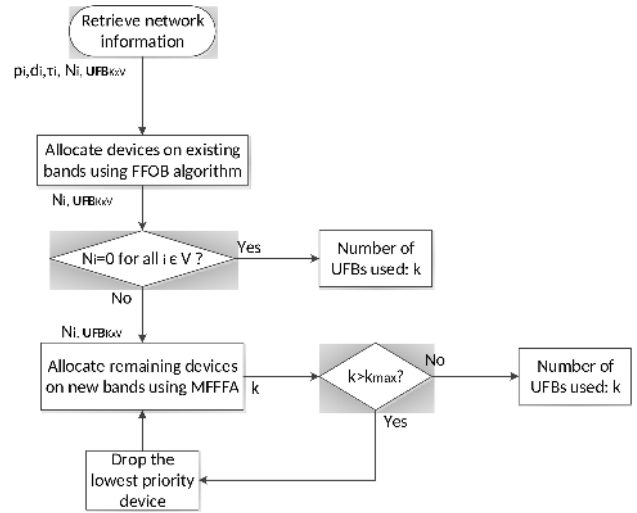 Retrieve network
information
pi,di,τi, Ni, UFBKxV
Allocate devices on existing
bands using FFOB algorithm
Ni, UFBKxV
Ni=0 for all i ϵ V ?
Yes
Number of
UFBs used: k
No
Ni, UFBKxV
Allocate remaining devices
on new bands using MFFFA
k
k>kmax?
No
Number of
UFBs used: k
Yes
Drop the
lowest priority
device